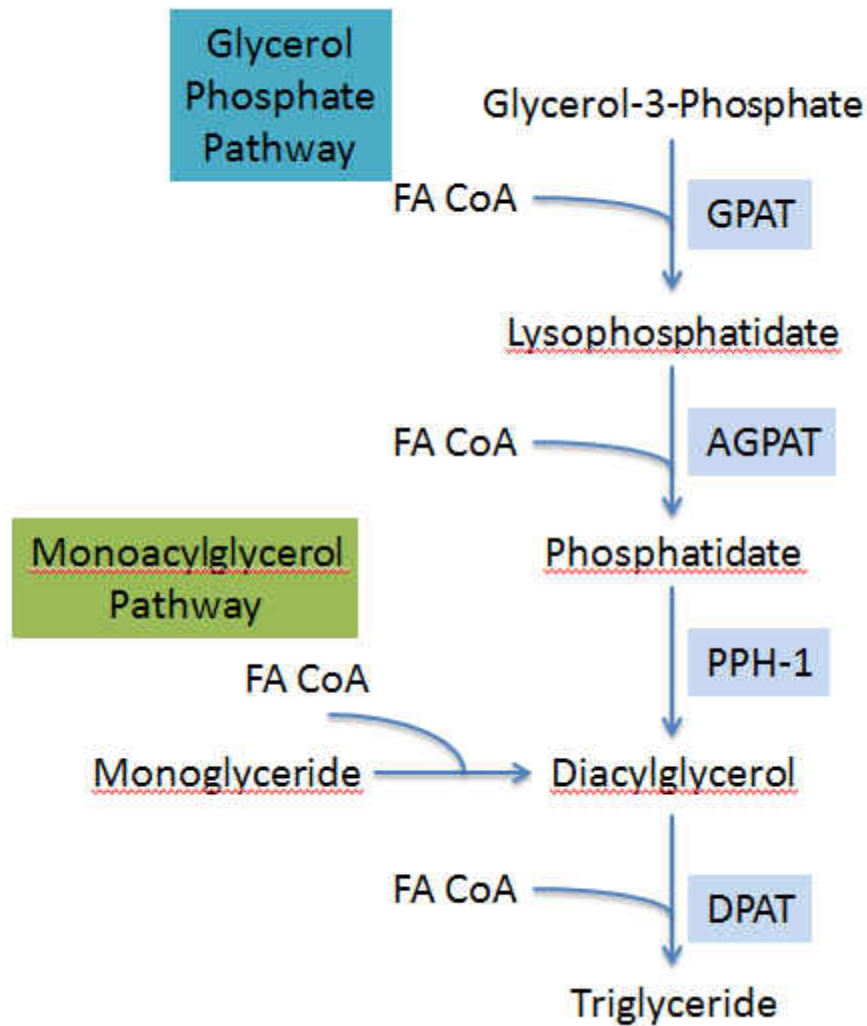 Glycerol
Phosphate
Pathway
Glycerol-3-Phosphate
FA CoA
GPAT
Lysophosphatidate
FA CoA
AGPAT
Monoacylglycerol
Pathway
Phosphatidate
PPH-1
FA CoA
Monoglyceride
Diacylglycerol
FA CoA
DPAT
Triglyceride